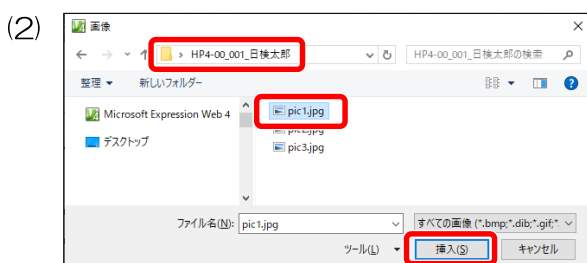 (2)
画像
HP4-00_001_日検太郎
HP4-00_001_日検太郎の検索
整理 新しいフォルダー
Microsoft Expression Web 4
デスクトップ
pic1.jpg
pic2.jpg
pic3.jpg
ファイル名(N): pic1.jpg
すべての画像 (*.bmp;*.dib;*.gif;*.
ツール(L) 挿入(S) キャンセル